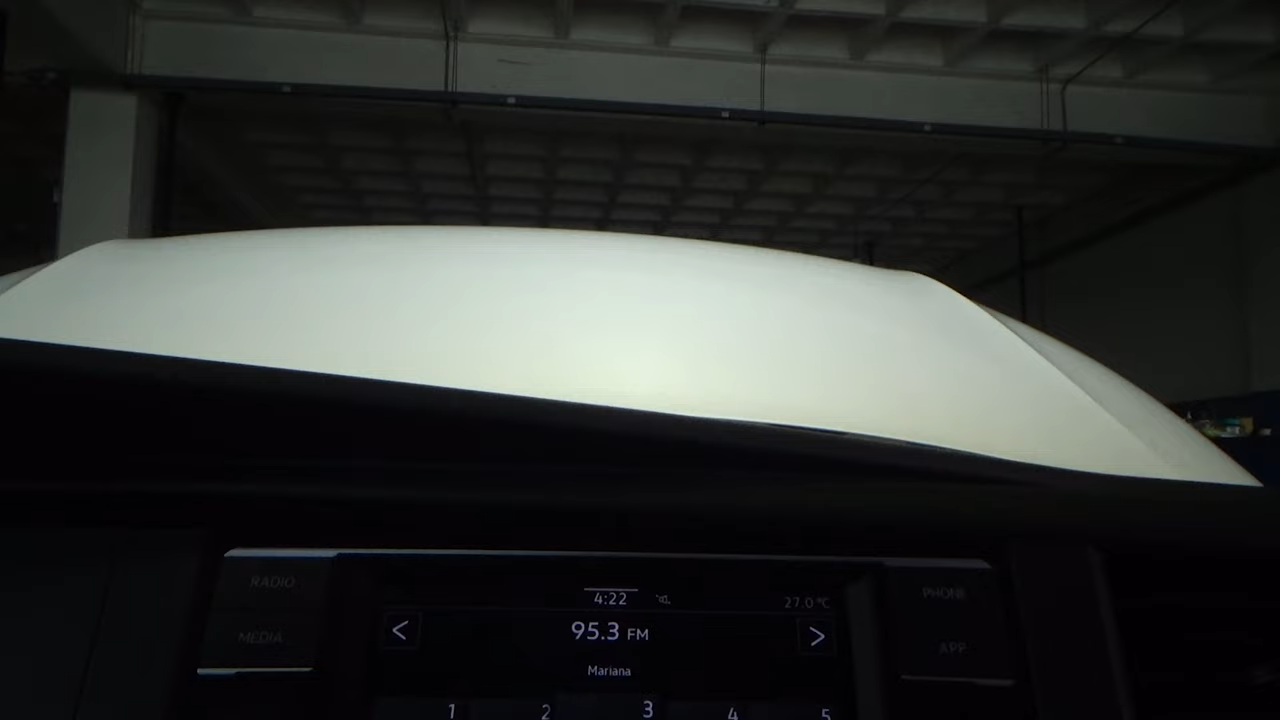 RADIO
MEDIA
4:22
27.0 °C
< 95.3 FM >
Mariana
1 2 3 4 5
PHONE
APP